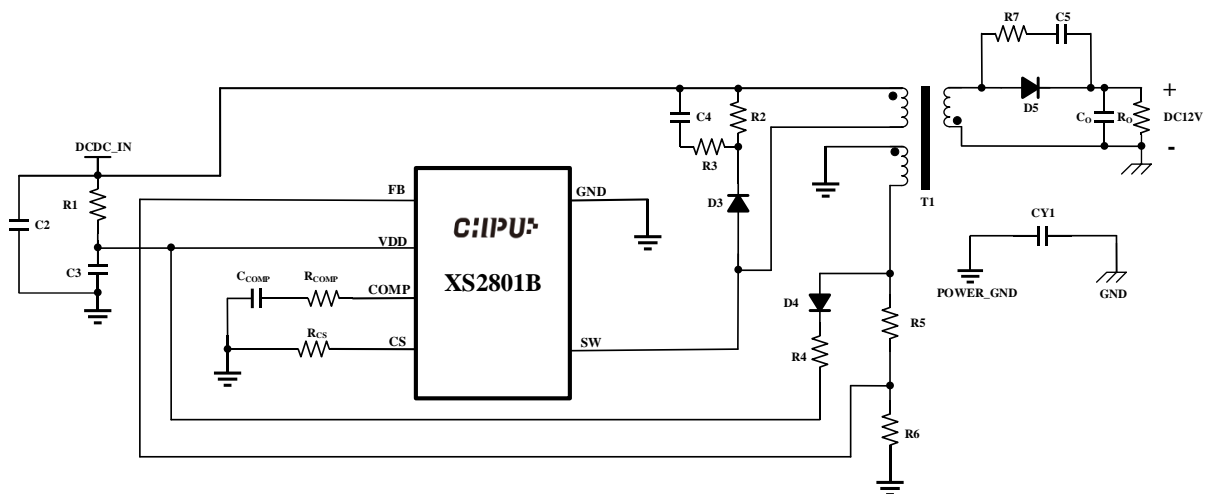 R7
C5
D5
+
C4
R2
CO
RO
DC12V
-
R3
DCDC_IN
R1
C2
C3
FB
GND
CHIPUP
XS2801B
VDD
COMP
CS
SW
CCOMP
RCOMP
RCS
D3
T1
CY1
POWER_GND
GND
D4
R5
R4
R6